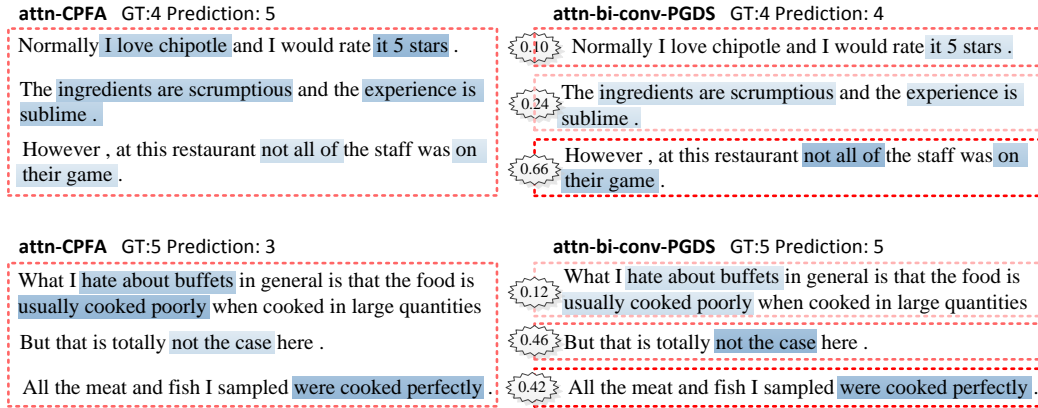 attn-CPFA GT:4 Prediction: 5
Normally I love chipotle and I would rate it 5 stars .
The ingredients are scrumptious and the experience is
sublime .
However , at this restaurant not all of the staff was on
their game .
attn-bi-conv-PGDS GT:4 Prediction: 4
0.10 Normally I love chipotle and I would rate it 5 stars .
0.24 The ingredients are scrumptious and the experience is
sublime .
0.66 However , at this restaurant not all of the staff was on
their game .
attn-CPFA GT:5 Prediction: 3
What I hate about buffets in general is that the food is
usually cooked poorly when cooked in large quantities
But that is totally not the case here .
All the meat and fish I sampled were cooked perfectly .
attn-bi-conv-PGDS GT:5 Prediction: 5
0.12 What I hate about buffets in general is that the food is
usually cooked poorly when cooked in large quantities
0.46 But that is totally not the case here .
0.42 All the meat and fish I sampled were cooked perfectly .